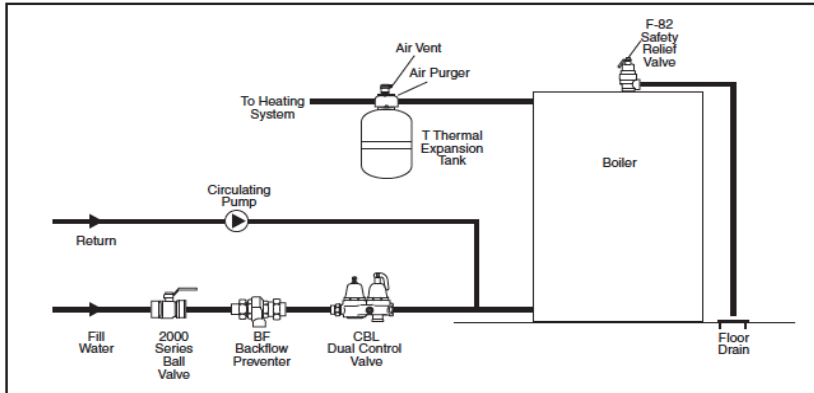 F-82
Safety
Relief
Valve
Air Vent
Air Purger
To Heating
System
T Thermal
Expansion
Tank
Boiler
Circulating
Pump
Return
Fill
Water
2000
Series
Ball
Valve
BF
Backflow
Preventer
CBL
Dual Control
Valve
Floor
Drain